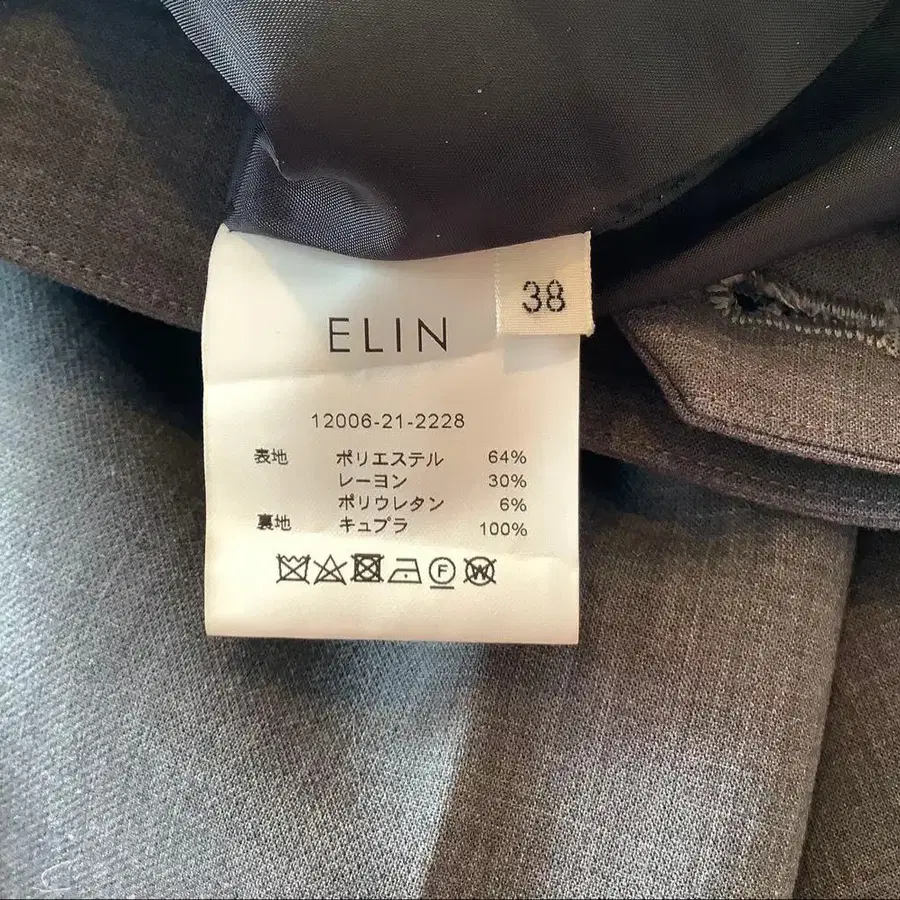 38
ELIN
12006-21-2228
表地 ポリエステル 64%
レーヨン 30%
ポリウレタン 6%
裏地 キュプラ 100%
F W